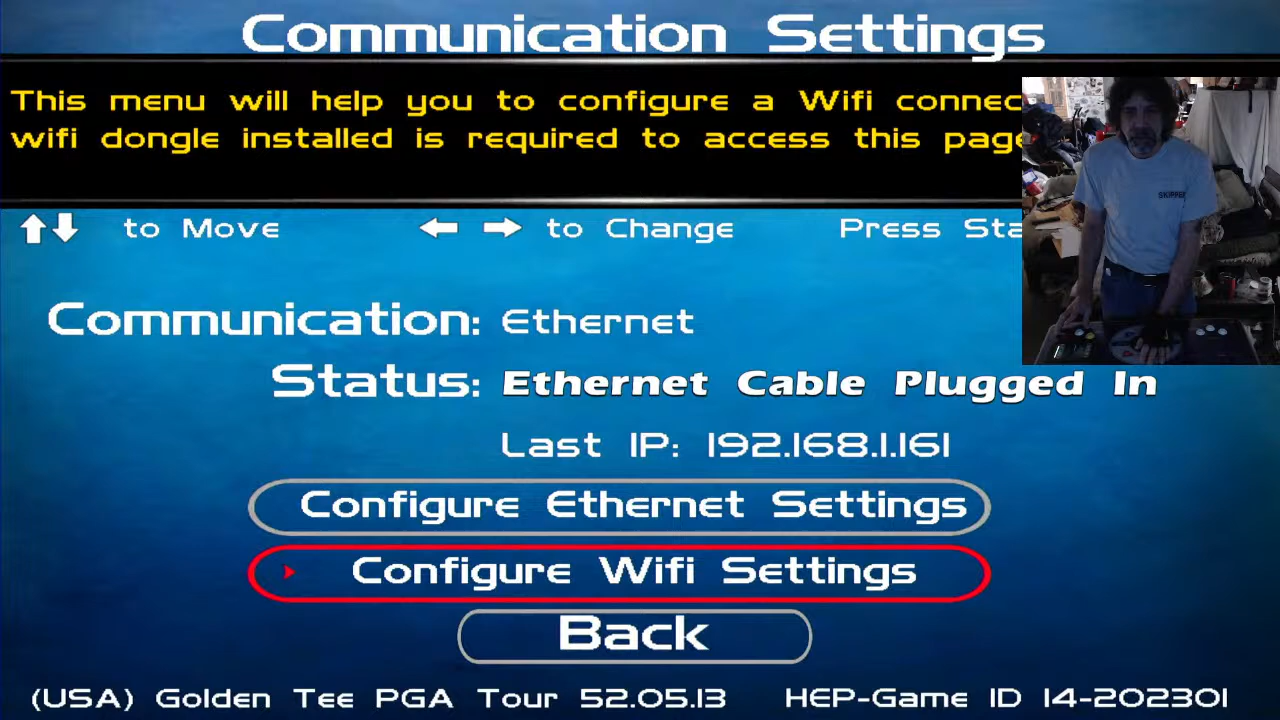 Communication Settings
This menu will help you to configure a Wifi
wifi dongle installed is required to access this page
to Move
to Change
Press
Communication: Ethernet
Status: Ethernet Cable Plugged In
Last IP: 192.168.1.161
Configure Ethernet Settings
Configure Wifi Settings
Back
(USA) Golden Tee PGA Tour 52.05.13
HEP-Game ID 14-202301